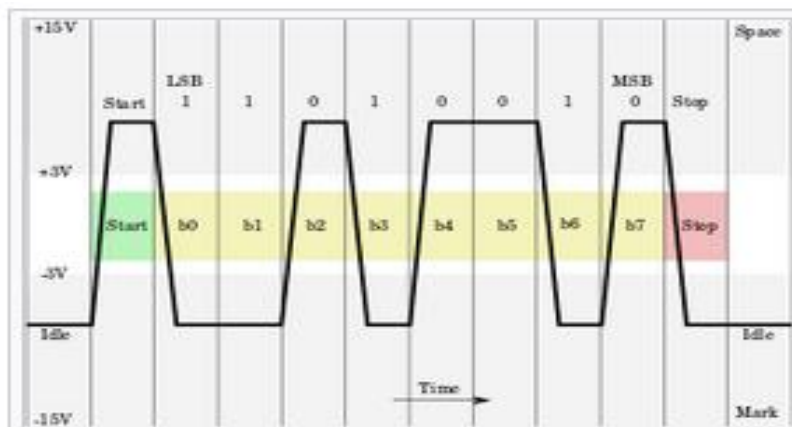 +15V Space
LSB MSB
Start 1 1 0 1 0 0 1 0 Stop
+3V
Start b0 b1 b2 b3 b4 b5 b6 b7 Stop
-3V
Idle Idle
Time
-15V Mark